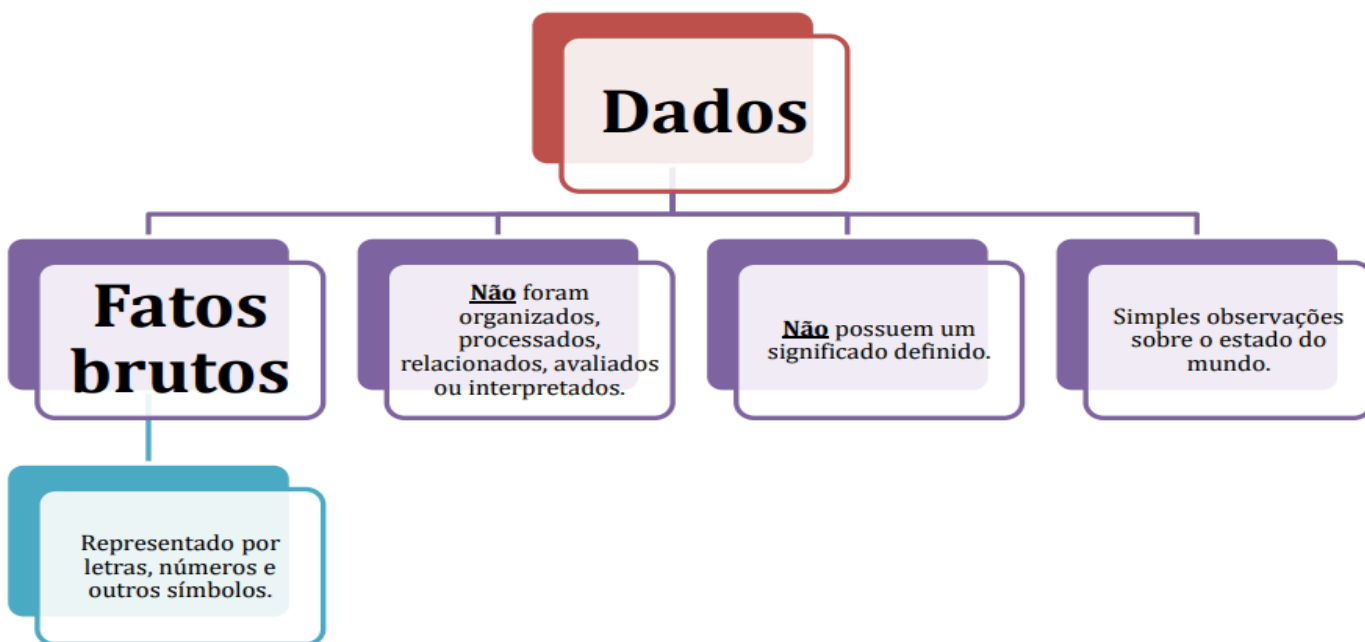 Dados
Fatos
brutos
Não foram
organizados,
processados,
relacionados, avaliados
ou interpretados.
Não possuem um
significado definido.
Simples observações
sobre o estado do
mundo.
Representado por
letras, números e
outros símbolos.